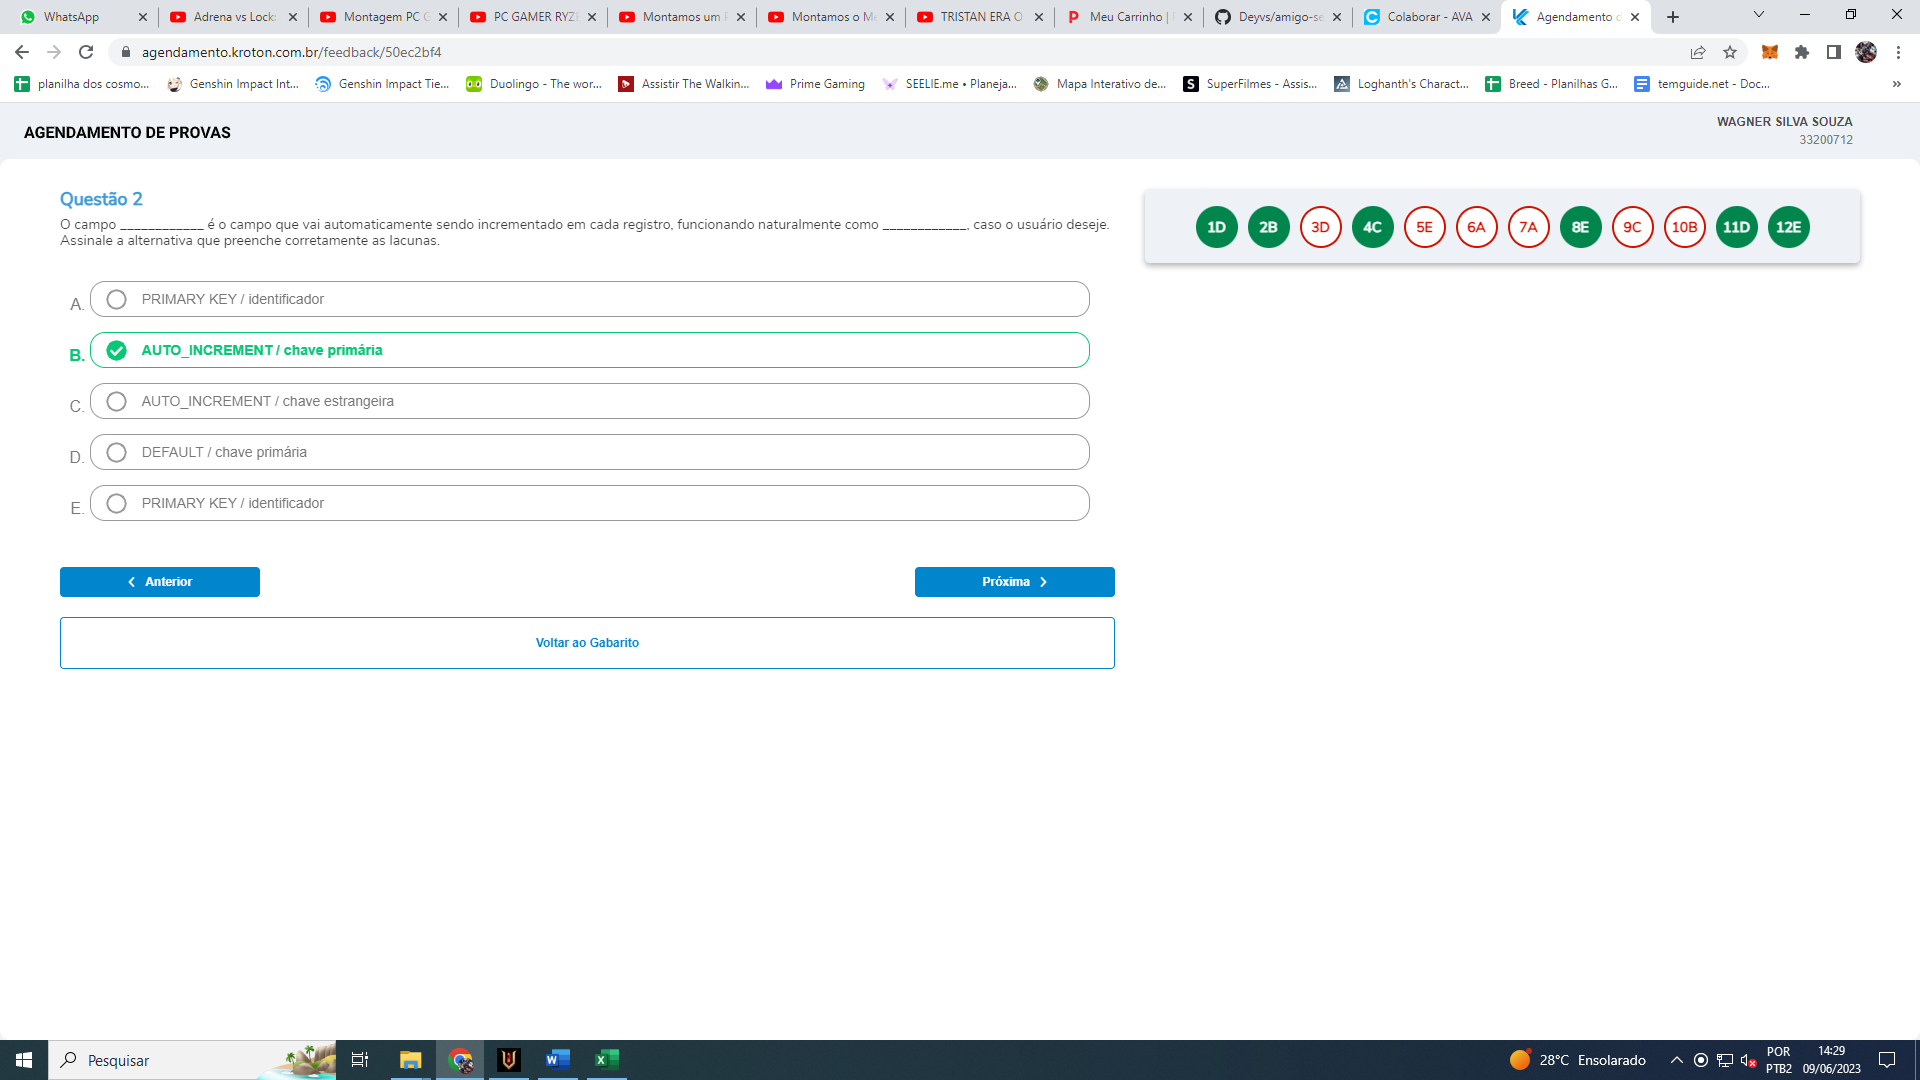 WhatsApp
Adrena vs Lock
Montagem PC G
PC GAMER RYZE
Montamos um
Montamos o Me
TRISTAN ERA O
Meu Carrinho |
Deyvs/amigo-se
Colaborar - AVA
Agendamento d
agendamento.kroton.com.br/feedback/50ec2bf4
planilha dos cosmo...
Genshin Impact Int...
Genshin Impact Tie...
Duolingo - The wor...
Assistir The Walkin...
Prime Gaming
SEELIE.me • Planeja...
Mapa Interativo de...
SuperFilmes - Assis...
Loghanth's Charact...
Breed - Planilhas G...
temguide.net - Doc...
»
AGENDAMENTO DE PROVAS
WAGNER SILVA SOUZA
33200712
Questão 2
O campo ____________ é o campo que vai automaticamente sendo incrementado em cada registro, funcionando naturalmente como ____________, caso o usuário deseje.
Assinale a alternativa que preenche corretamente as lacunas.
1D 2B 3D 4C 5E 6A 7A 8E 9C 10B 11D 12E
A. PRIMARY KEY / identificador
B. AUTO_INCREMENT / chave primária
C. AUTO_INCREMENT / chave estrangeira
D. DEFAULT / chave primária
E. PRIMARY KEY / identificador
Anterior
Próxima
Voltar ao Gabarito
Pesquisar
28°C Ensolarado
POR
PTB2
14:29
09/06/2023